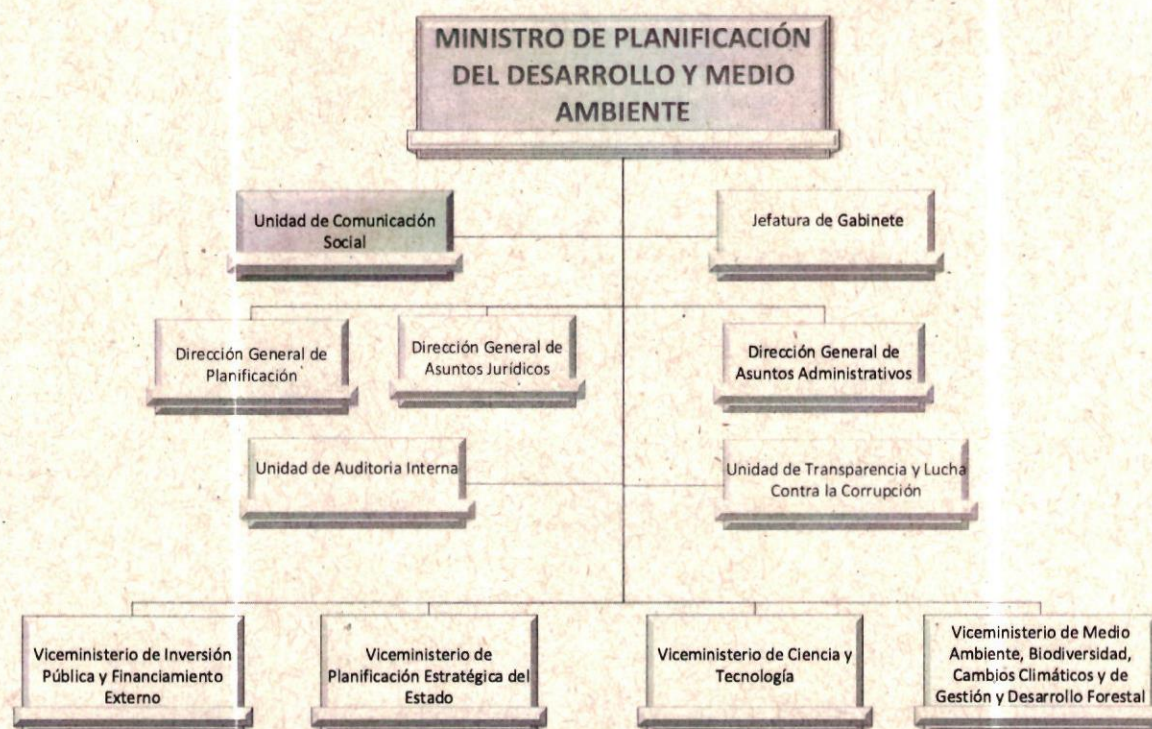 MINISTRO DE PLANIFICACIÓN
DEL DESARROLLO Y MEDIO
AMBIENTE
Unidad de Comunicación
Social
Jefatura de Gabinete
Dirección General de
Planificación
Dirección General de
Asuntos Jurídicos
Dirección General de
Asuntos Administrativos
Unidad de Auditoria Interna
Unidad de Transparencia y Lucha
Contra la Corrupción
Viceministerio de Inversión
Pública y Financiamiento
Externo
Viceministerio de
Planificación Estratégica del
Estado
Viceministerio de Ciencia y
Tecnología
Viceministerio de Medio
Ambiente, Biodiversidad,
Cambios Climáticos y de
Gestión y Desarrollo Forestal